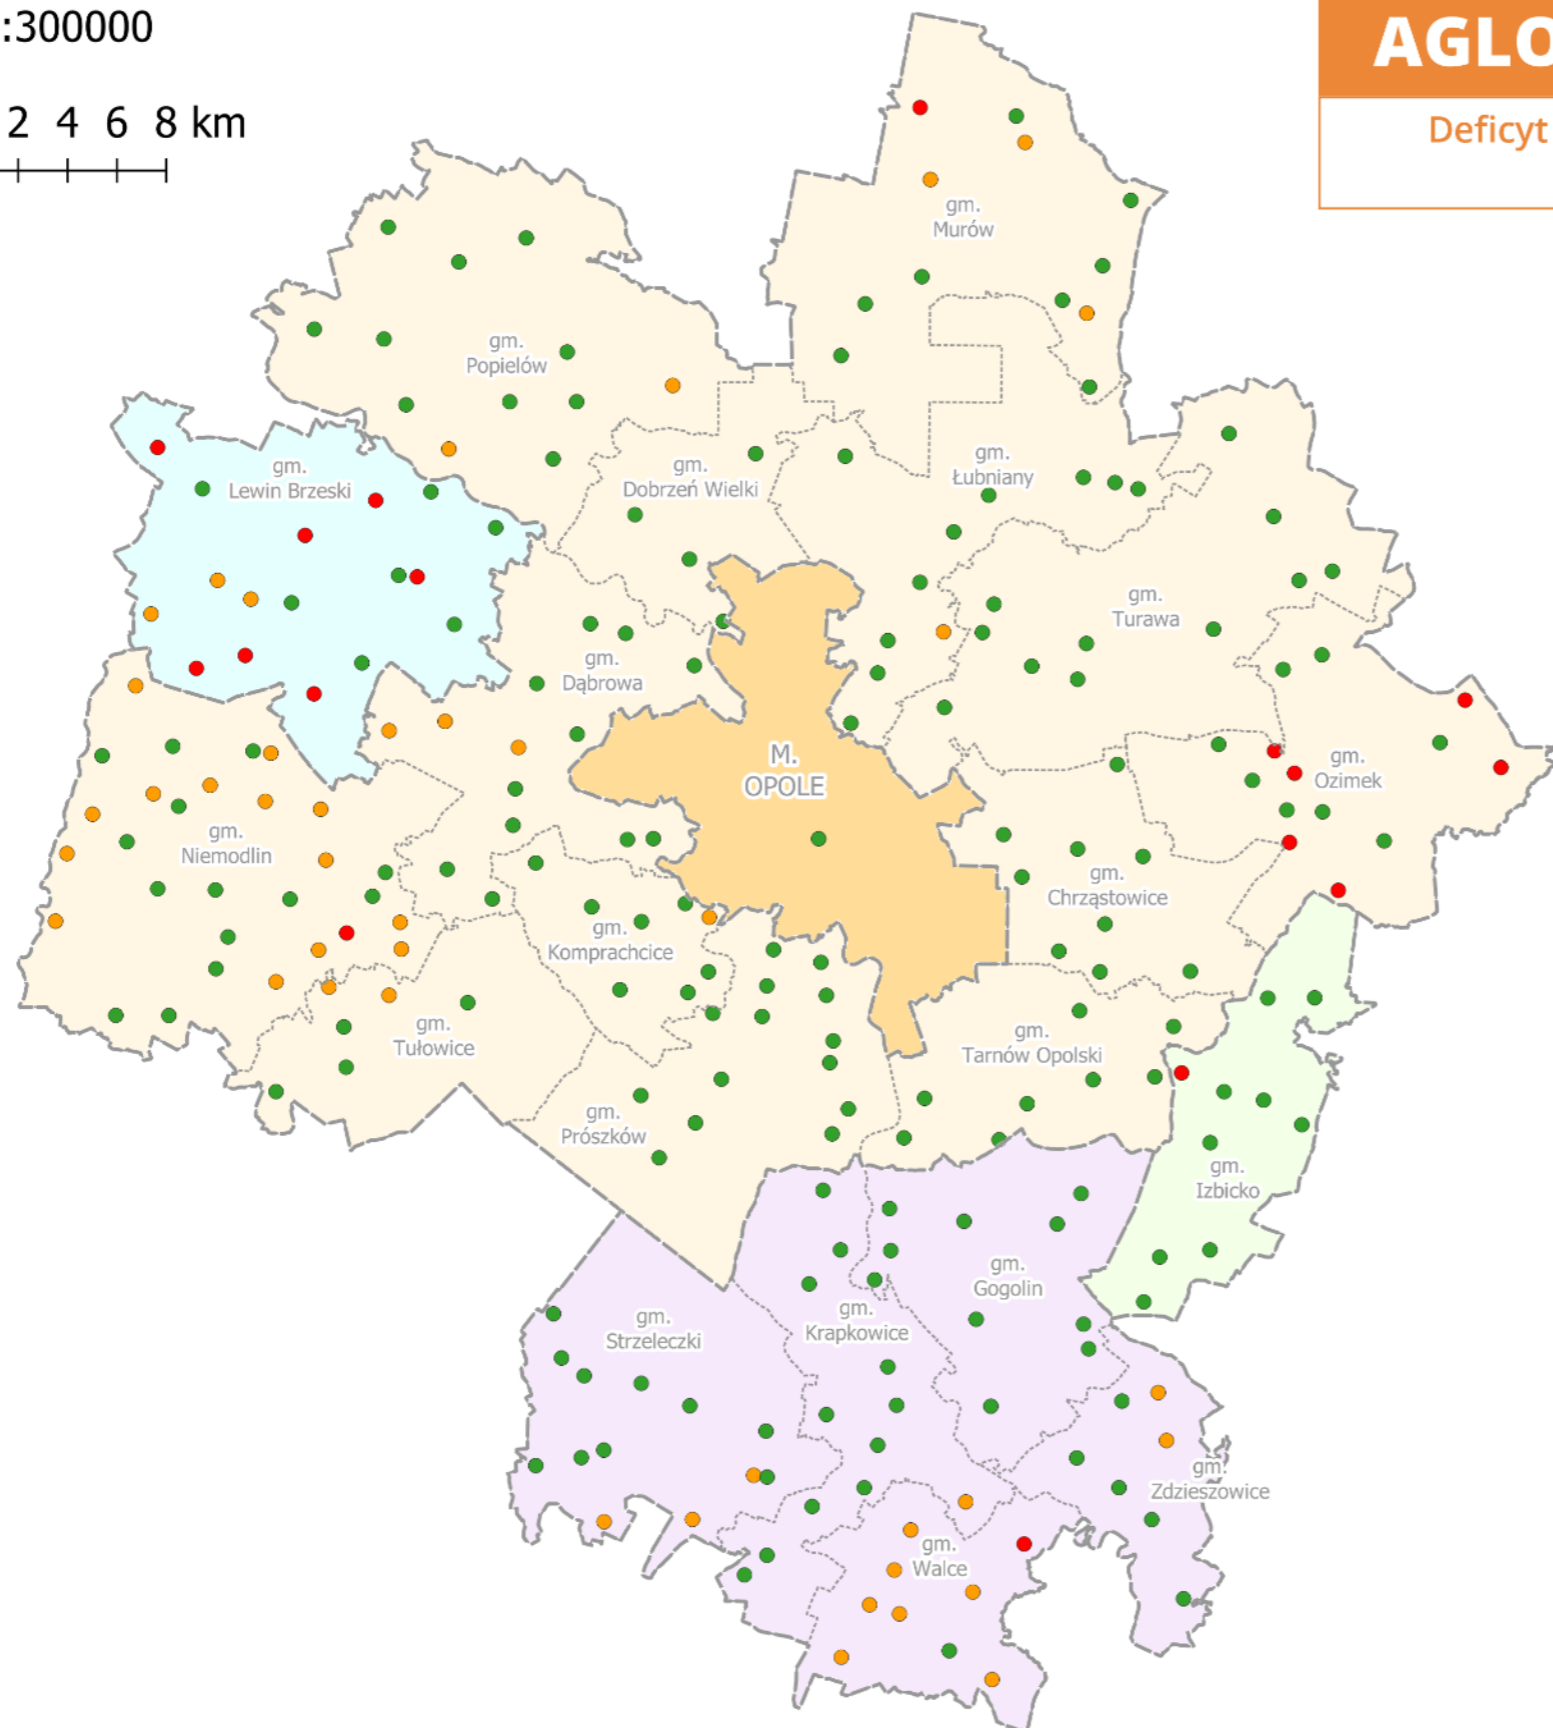 :300000
2 4 6 8 km
AGLO
Deficyt
gm.
Murów
gm.
Popielów
gm.
Łubniany
gm.
Lewin Brzeski
gm.
Dobrzeń Wielki
gm.
Turawa
gm.
Dąbrowa
M.
OPOLE
gm.
Ozimek
gm.
Niemodlin
gm.
Chrząstowice
gm.
Komprachcice
gm.
Tułowice
gm.
Tarnów Opolski
gm.
Prószków
gm.
Izbicko
gm.
Gogolin
gm.
Strzeleczki
gm.
Krapkowice
gm.
Zdzieszowice
gm.
Walce